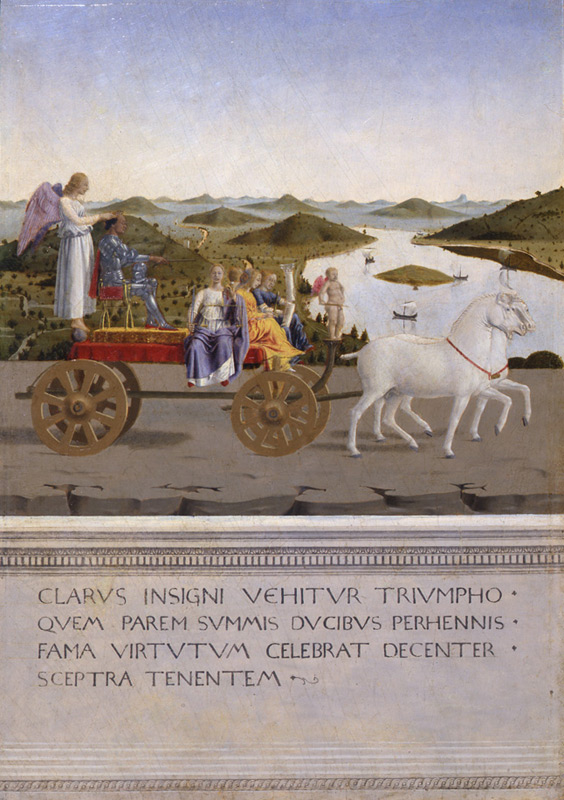 CLARVS INSIGNI VEHITVR TRIVMPHO ·
QVEM PAREM SVMMIS DVCIBVS PERHENNIS ·
FAMA VIRTVTVM CELEBRAT DECENTER ·
SCEPTRA TENENTEM